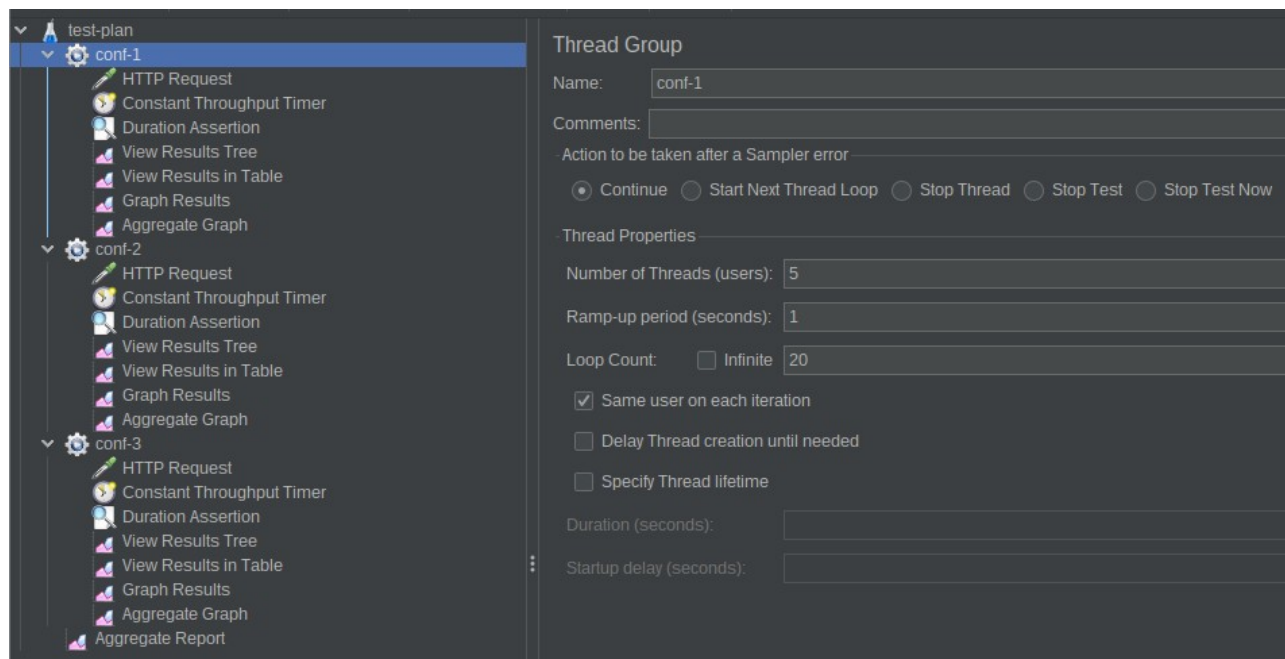 test-plan
conf-1
HTTP Request
Constant Throughput Timer
Duration Assertion
View Results Tree
View Results in Table
Graph Results
Aggregate Graph
conf-2
HTTP Request
Constant Throughput Timer
Duration Assertion
View Results Tree
View Results in Table
Graph Results
Aggregate Graph
conf-3
HTTP Request
Constant Throughput Timer
Duration Assertion
View Results Tree
View Results in Table
Graph Results
Aggregate Graph
Aggregate Report
Thread Group
Name: conf-1
Comments:
Action to be taken after a Sampler error
Continue Start Next Thread Loop Stop Thread Stop Test Stop Test Now
Thread Properties
Number of Threads (users): 5
Ramp-up period (seconds): 1
Loop Count: Infinite 20
Same user on each iteration
Delay Thread creation until needed
Specify Thread lifetime
Duration (seconds):
Startup delay (seconds):